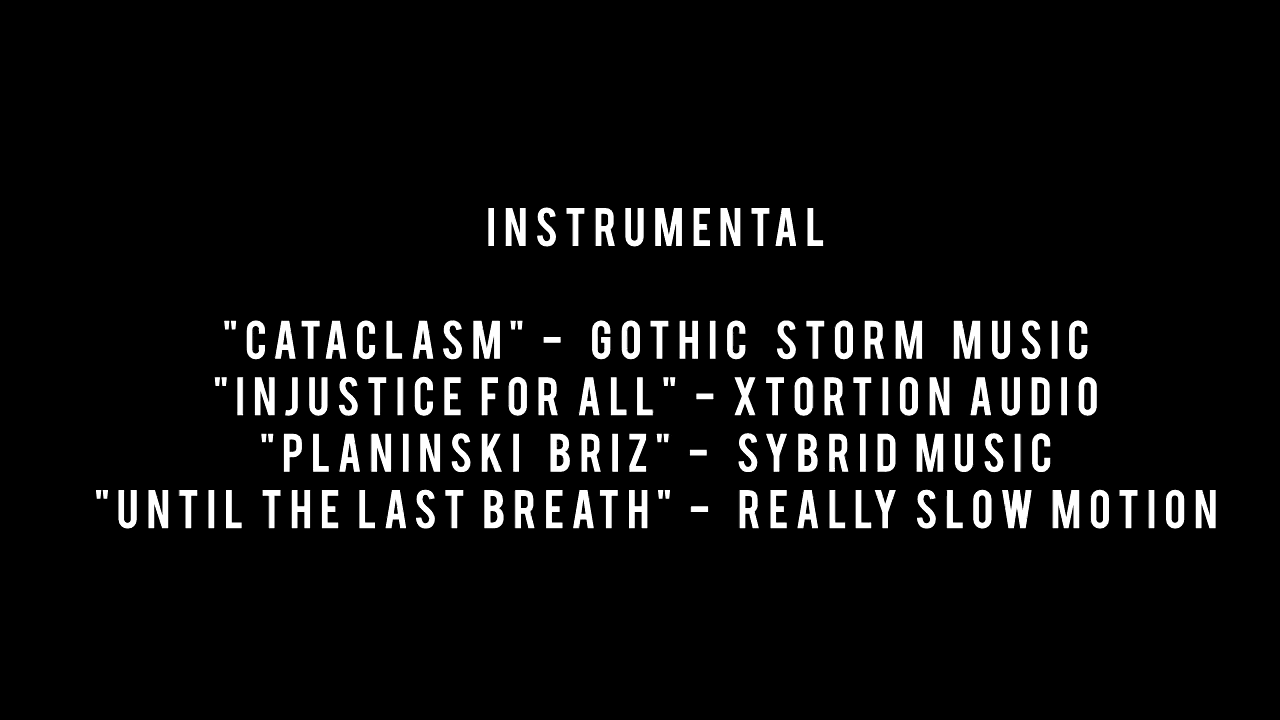 INSTRUMENTAL
"CATACLASM" - GOTHIC STORM MUSIC
"INJUSTICE FOR ALL" - XTORTION AUDIO
"PLANINSKI BRIZ" - SYBRID MUSIC
"UNTIL THE LAST BREATH" - REALLY SLOW MOTION